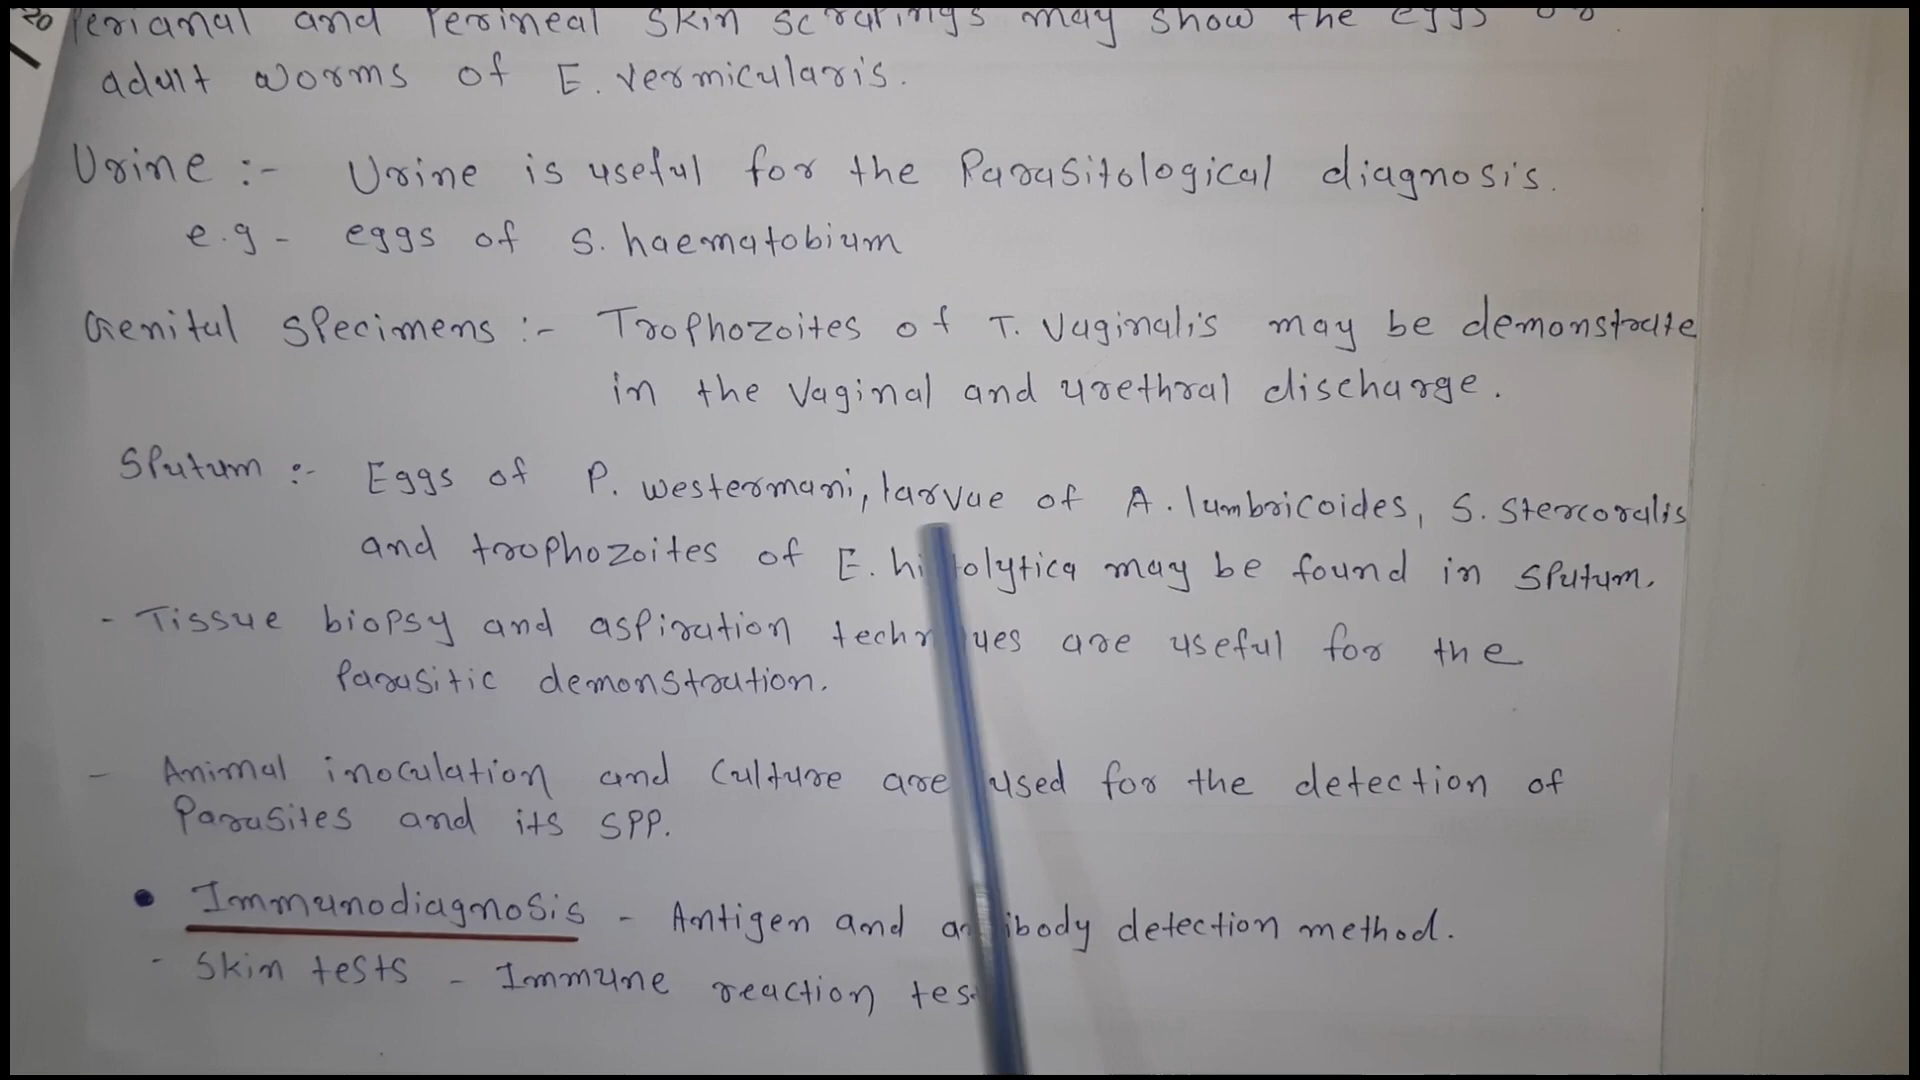 Perianal and Perineal Skin scrapings may show the eggs or
adult worms of E. vermicularis.
Urine :- Urine is useful for the Parasitological diagnosis.
e.g - eggs of S. haematobium
Genital specimens :- Trophozoites of T. Vaginalis may be demonstrate
in the Vaginal and urethral discharge.
Sputum :- Eggs of P. westermani, larvae of A. lumbricoides, S. stercoralis
and trophozoites of E. histolytica may be found in sputum.
- Tissue biopsy and aspiration techniques are useful for the
Parasitic demonstration.
- Animal inoculation and culture are used for the detection of
Parasites and its SPP.
• Immunodiagnosis - Antigen and antibody detection method.
- Skin tests - Immune reaction